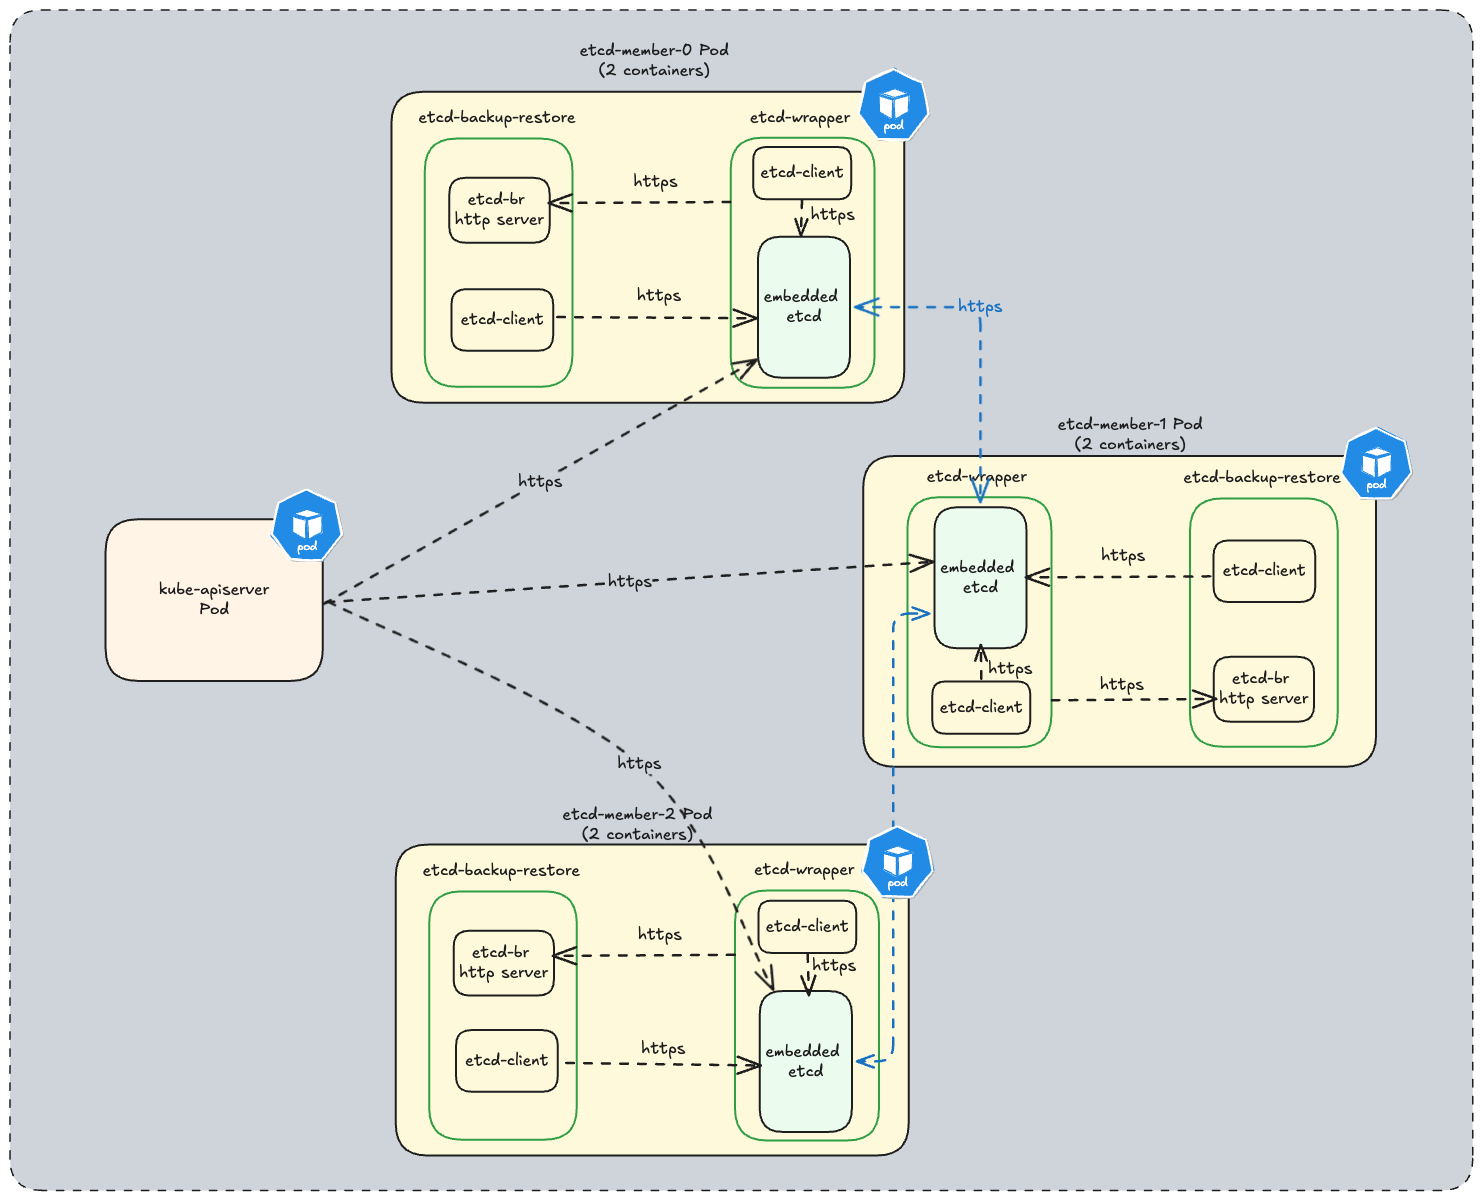 etcd-member-0 Pod
(2 containers)
pod
etcd-backup-restore
etcd-wrapper
etcd-client
https
etcd-br
http server
https
https
etcd-client
embedded
etcd
https
https
etcd-member-1 Pod
(2 containers)
pod
etcd-wrapper
etcd-backup-restore
https
pod
kube-apiserver
Pod
https
embedded
etcd
https
etcd-client
https
etcd-client
https
etcd-br
http server
https
etcd-member-2 Pod
(2 containers)
pod
etcd-backup-restore
etcd-wrapper
etcd-client
https
etcd-br
http server
https
https
etcd-client
embedded
etcd